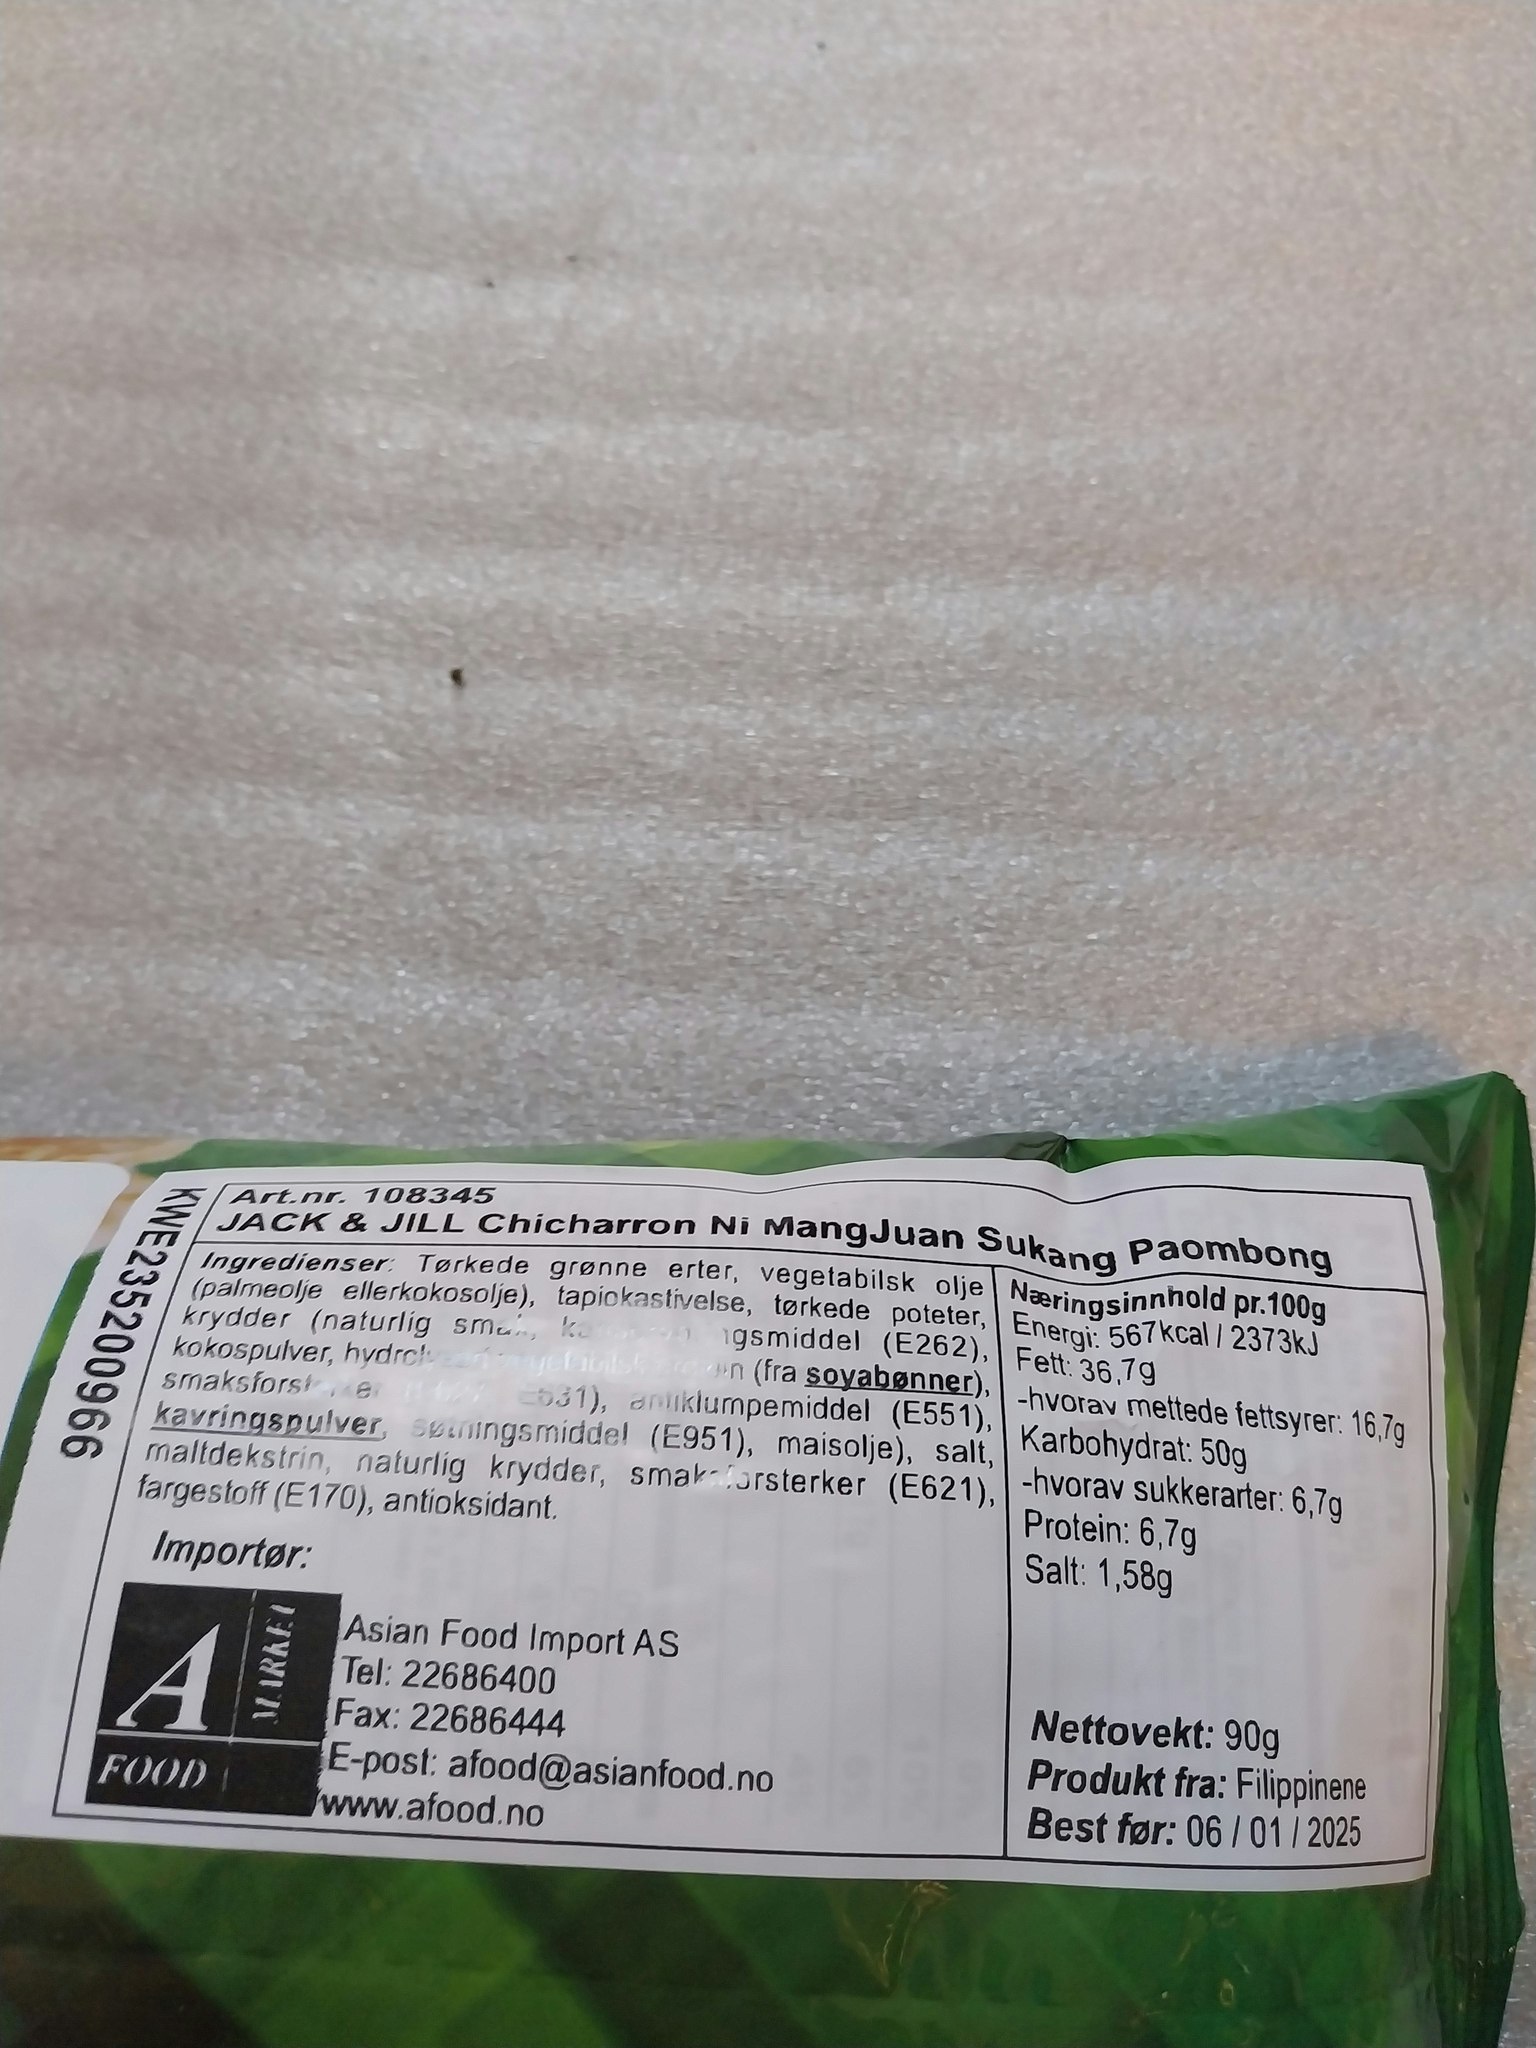 KWE235200966
Art.nr. 108345
JACK & JILL Chicharron Ni MangJuan Sukang Paombong
Ingredienser: Tørkede grønne erter, vegetabilsk olje
(palmeolje ellerkokosolje), tapiokastivelse, tørkede poteter,
krydder (naturlig (E262),
kokospulver, (fra soyabønner),
E631), antiklumpemiddel (E551),
kavringspulver, søtningsmiddel (E951), maisolje), salt,
maltdekstrin, naturlig krydder, smaksforsterker (E621),
fargestoff (E170), antioksidant.
Importør:
A MARKET
FOOD
Asian Food Import AS
Tel: 22686400
Fax: 22686444
E-post: afood@asianfood.no
www.afood.no
Næringsinnhold pr.100g
Energi: 567kcal / 2373kJ
Fett: 36,7g
-hvorav mettede fettsyrer: 16,7g
Karbohydrat: 50g
-hvorav sukkerarter: 6,7g
Protein: 6,7g
Salt: 1,58g
Nettovekt: 90g
Produkt fra: Filippinene
Best før: 06 / 01 / 2025